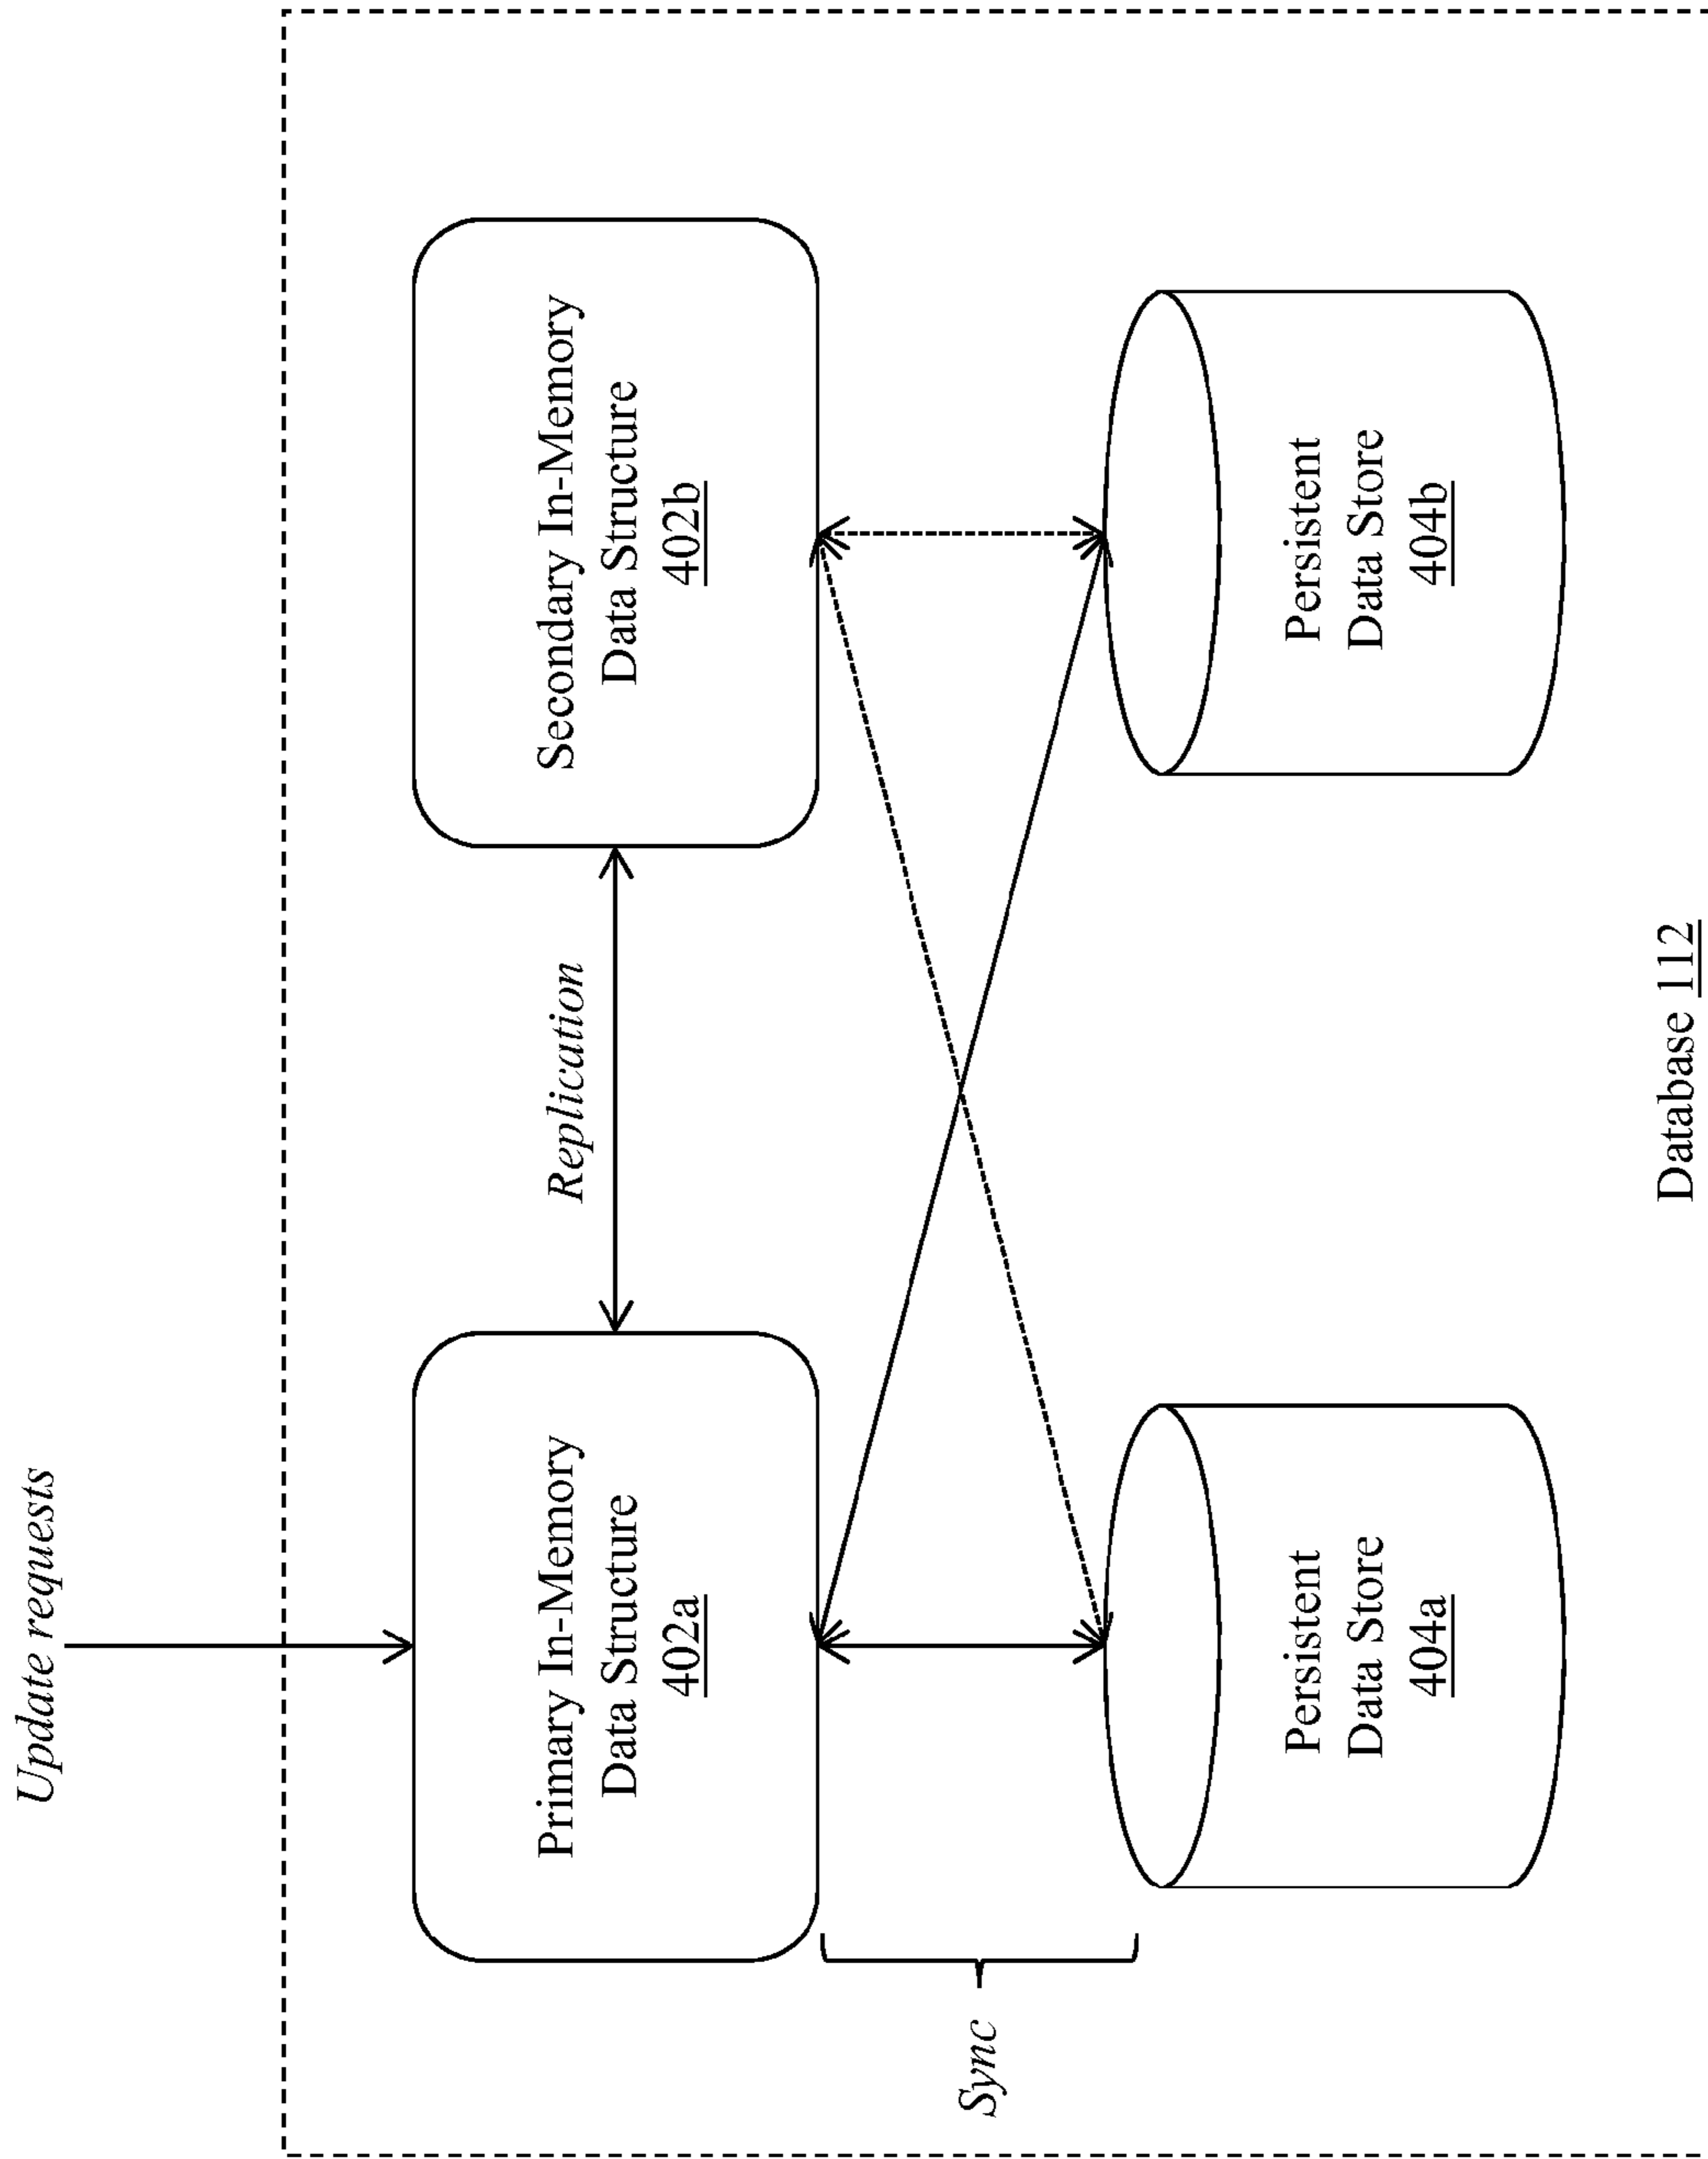 Update requests
Primary In-Memory
Data Structure
402a
Replication
Secondary In-Memory
Data Structure
402b
Sync
Persistent
Data Store
404a
Persistent
Data Store
404b
Database 112